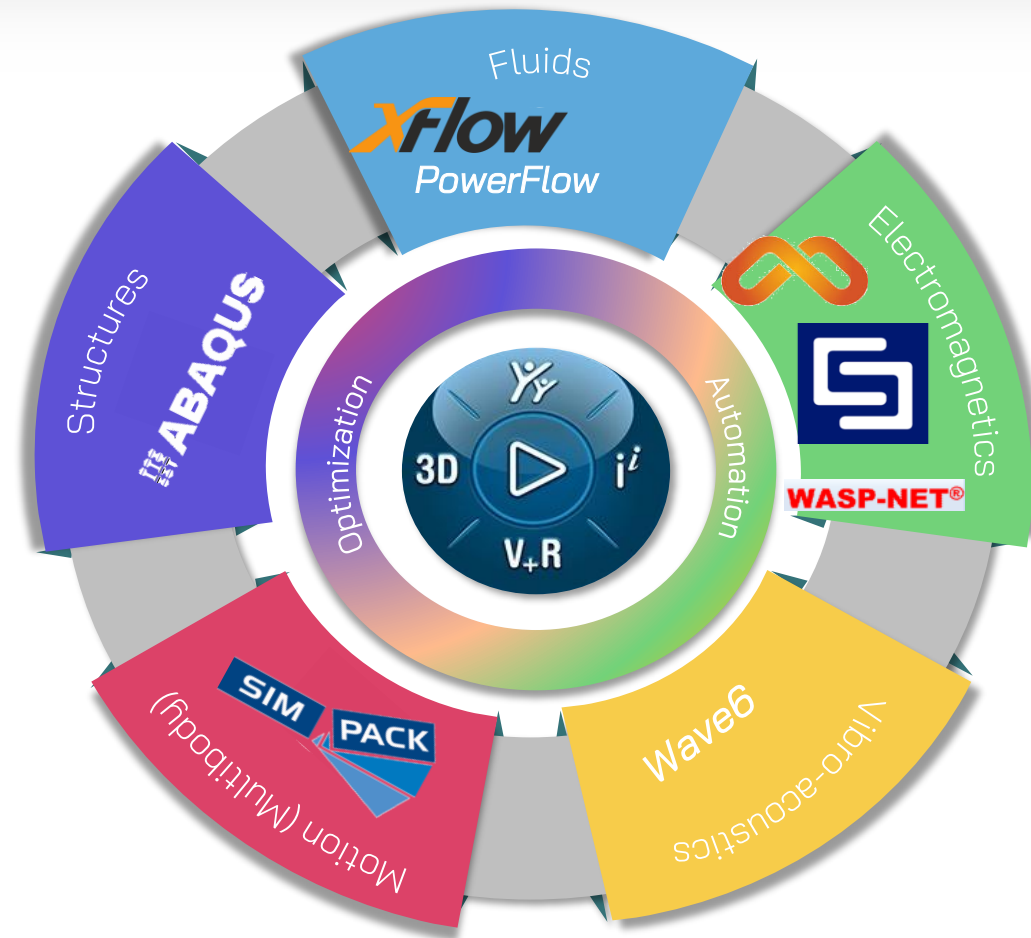 Fluids
XFlow
PowerFlow
Electromagnetics
WASP-NET®
Vibro-acoustics
Wave6
Motion (Multibody)
SIM
PACK
Structures
ABAQUS
Optimization
Automation
3D
i i
V+R